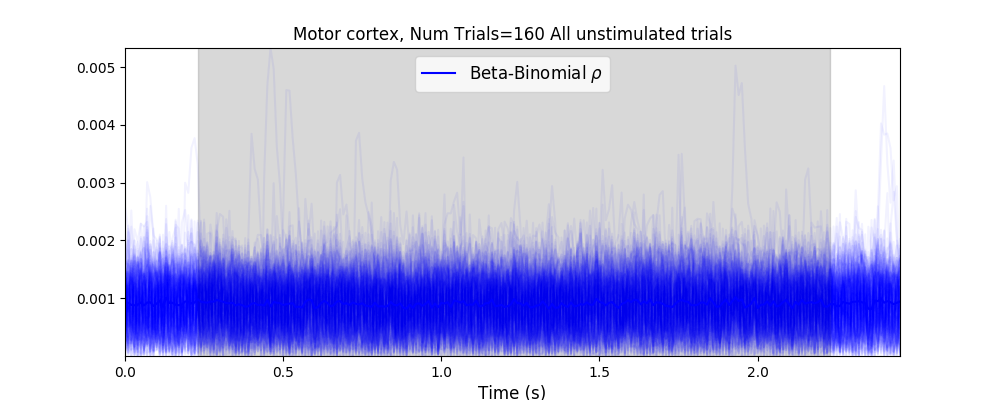 Motor cortex, Num Trials=160 All unstimulated trials
Beta-Binomial ρ
0.005
0.004
0.003
0.002
0.001
0.0 0.5 1.0 1.5 2.0
Time (s)